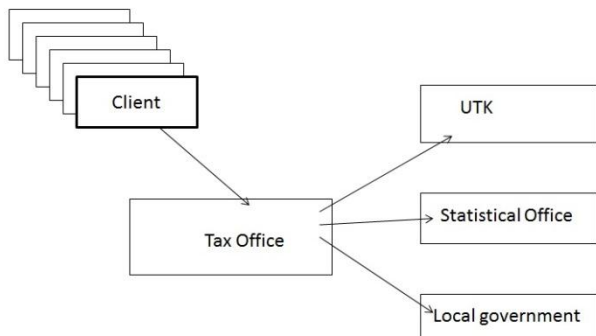 Client
UTK
Tax Office
Statistical Office
Local government